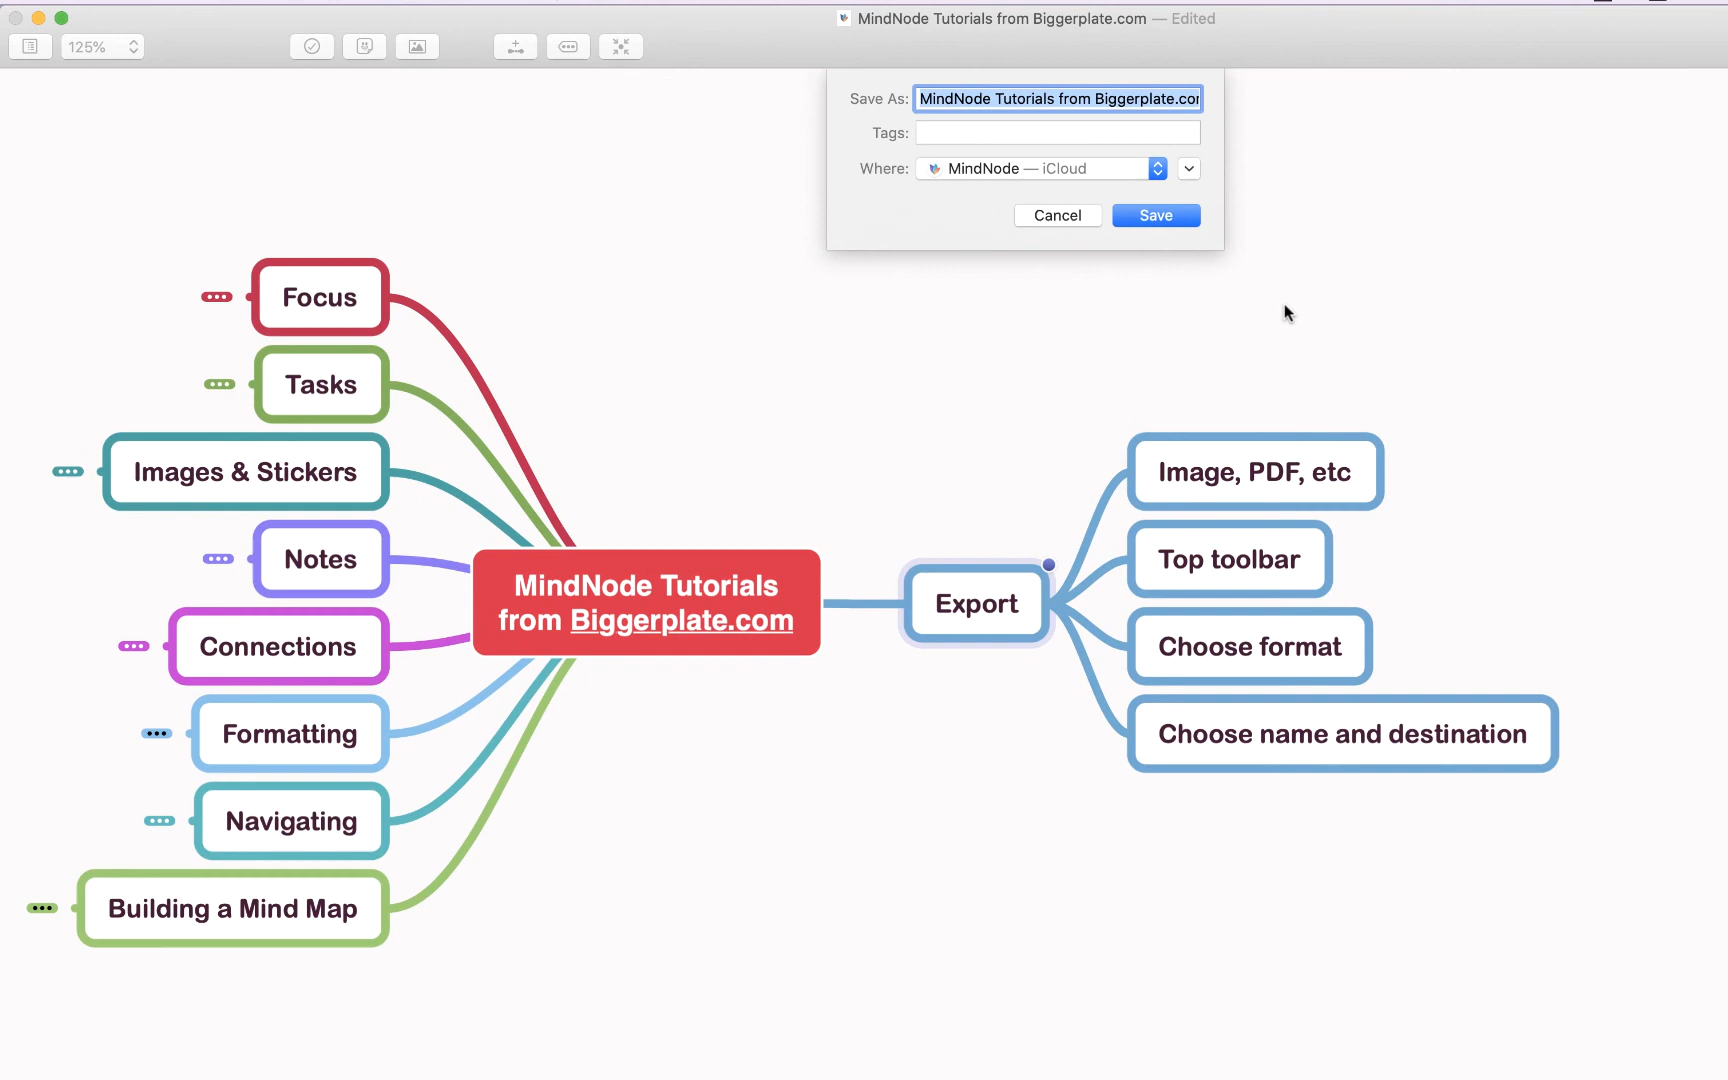 MindNode Tutorials from Biggerplate.com — Edited
125%
Save As: MindNode Tutorials from Biggerplate.cor
Tags:
Where: MindNode — iCloud
Cancel
Save
Focus
Tasks
Images & Stickers
Notes
Connections
Formatting
Navigating
Building a Mind Map
MindNode Tutorials
from Biggerplate.com
Export
Image, PDF, etc
Top toolbar
Choose format
Choose name and destination